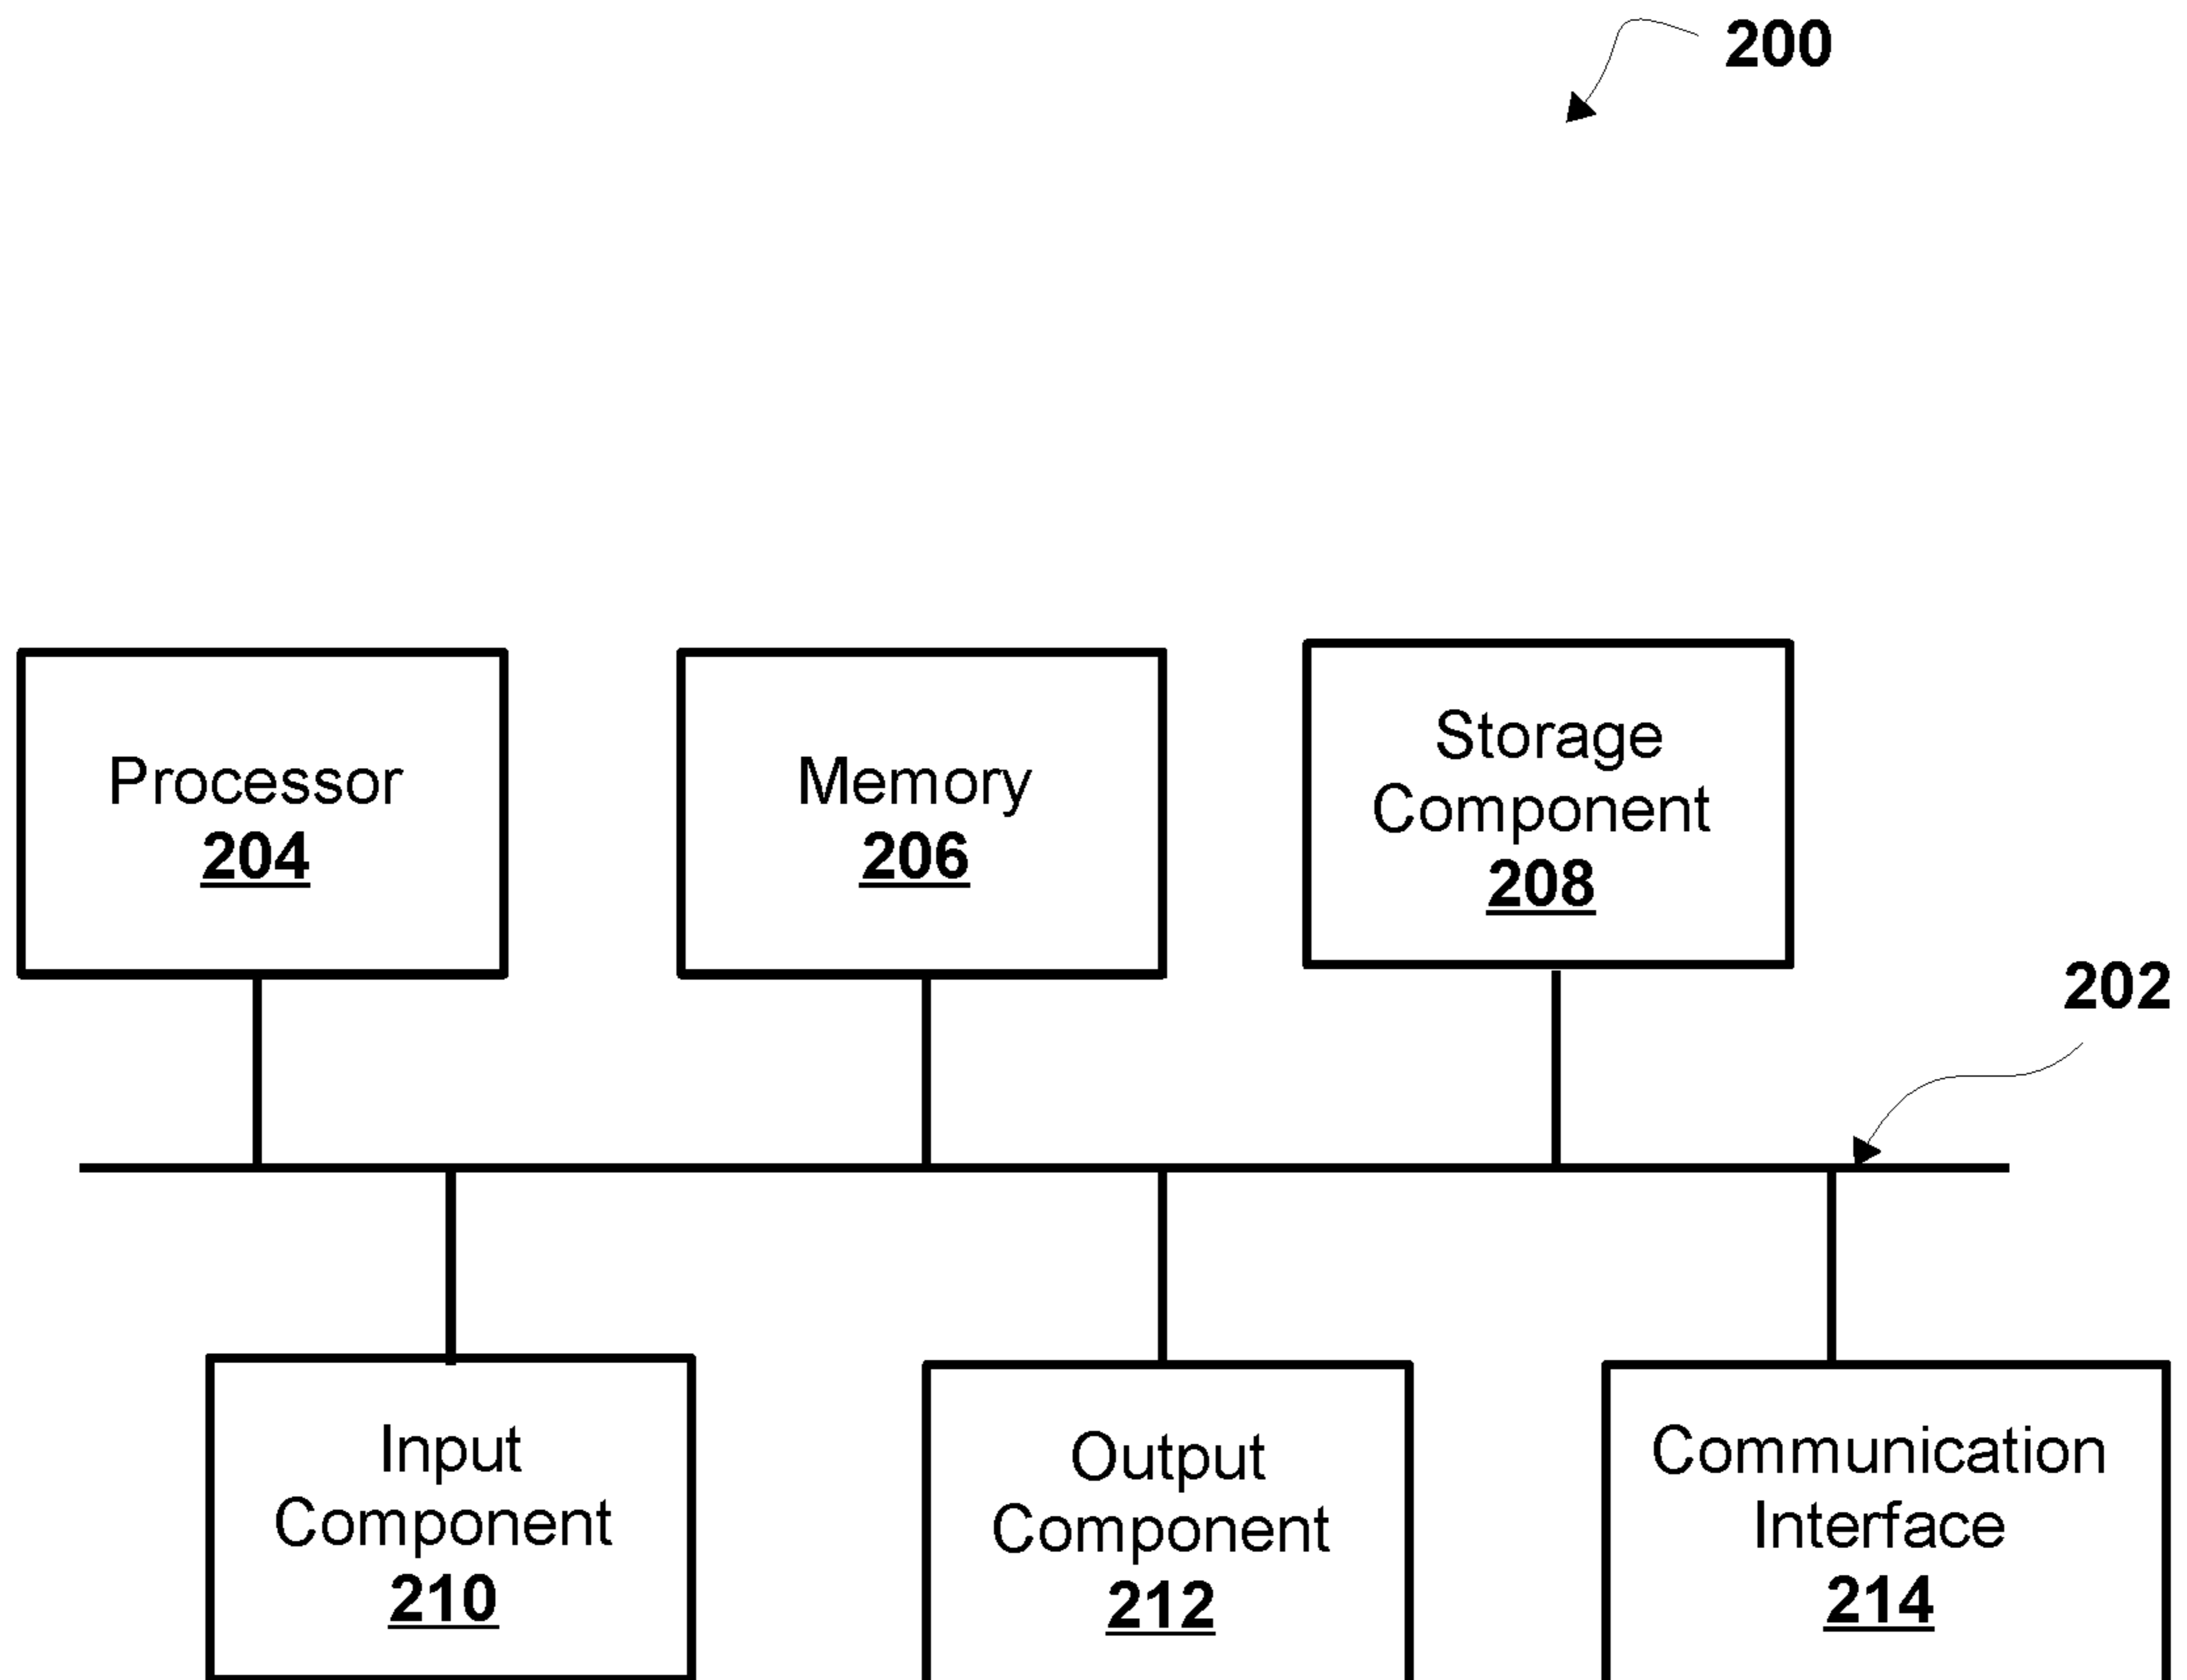 200
Processor
204
Memory
206
Storage
Component
208
202
Input
Component
210
Output
Component
212
Communication
Interface
214